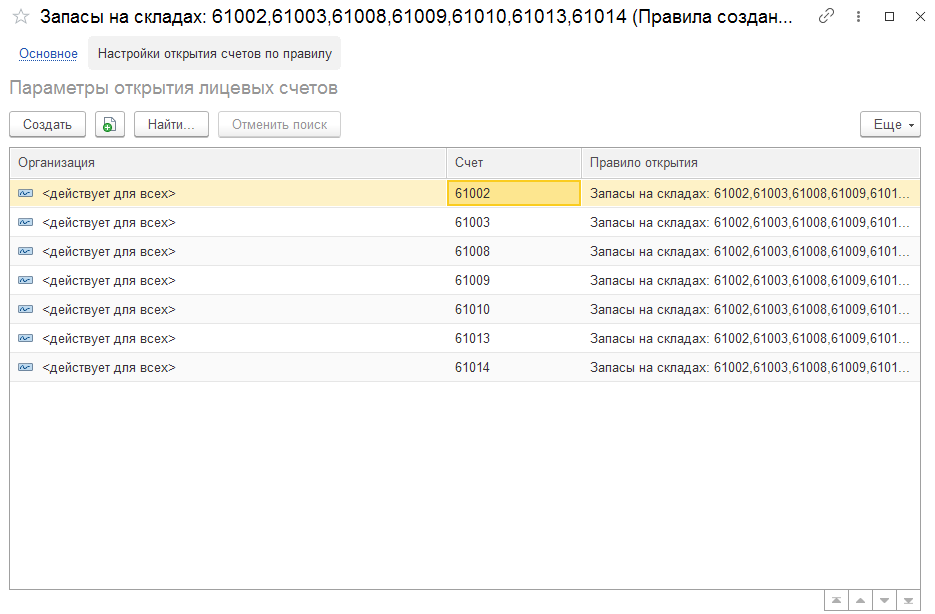 Запасы на складах: 61002,61003,61008,61009,61010,61013,61014 (Правила создан...
Основное Настройки открытия счетов по правилу
Параметры открытия лицевых счетов
Создать Найти... Отменить поиск Еще
Организация Счет Правило открытия
<действует для всех> 61002 Запасы на складах: 61002,61003,61008,61009,6101...
<действует для всех> 61003 Запасы на складах: 61002,61003,61008,61009,6101...
<действует для всех> 61008 Запасы на складах: 61002,61003,61008,61009,6101...
<действует для всех> 61009 Запасы на складах: 61002,61003,61008,61009,6101...
<действует для всех> 61010 Запасы на складах: 61002,61003,61008,61009,6101...
<действует для всех> 61013 Запасы на складах: 61002,61003,61008,61009,6101...
<действует для всех> 61014 Запасы на складах: 61002,61003,61008,61009,6101...